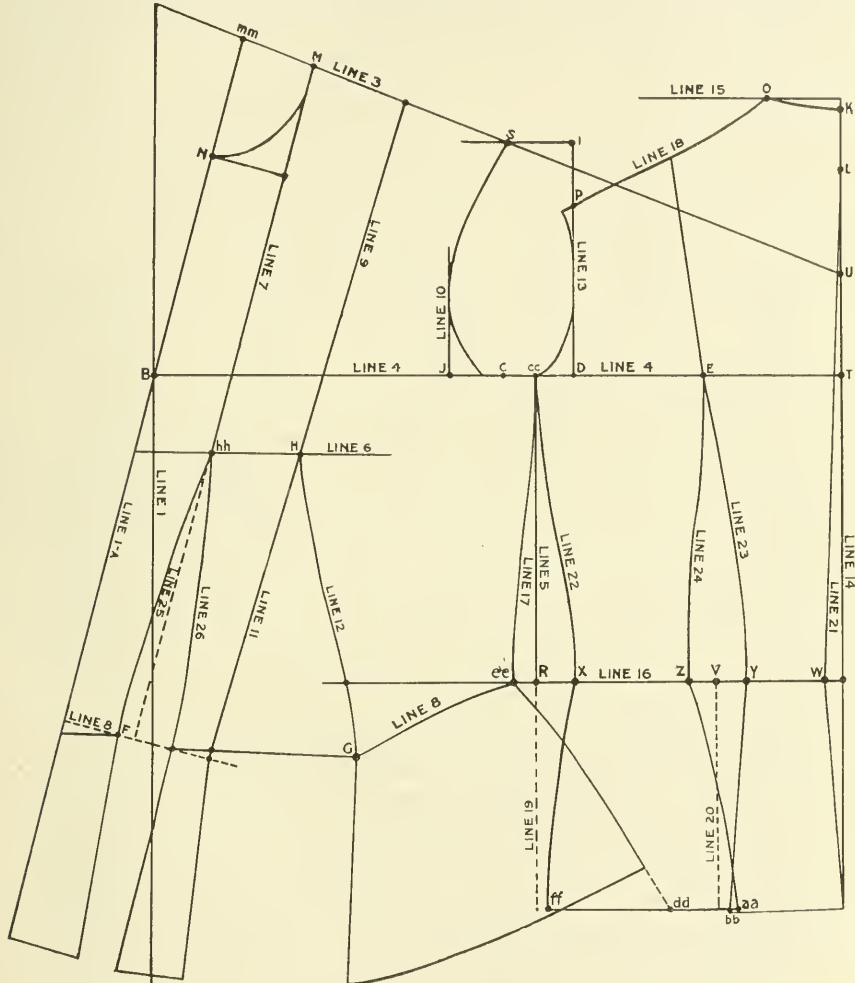 mm
M
LINE 3
LINE 15
O
K
S
I
LINE 18
N
L
P
LINE 9
LINE 7
LINE 13
U
LINE 10
B
LINE 4
J
C
cc
D
LINE 4
E
T
hh
H
LINE 6
LINE 1
LINE 1-A
LINE 25
LINE 26
LINE 11
LINE 12
LINE 17
LINE 5
LINE 22
LINE 24
LINE 23
LINE 14
LINE 21
ee
R
X
LINE 16
Z
V
Y
W
LINE 8
F
LINE 8
G
LINE 19
LINE 20
ff
dd
bb
aa